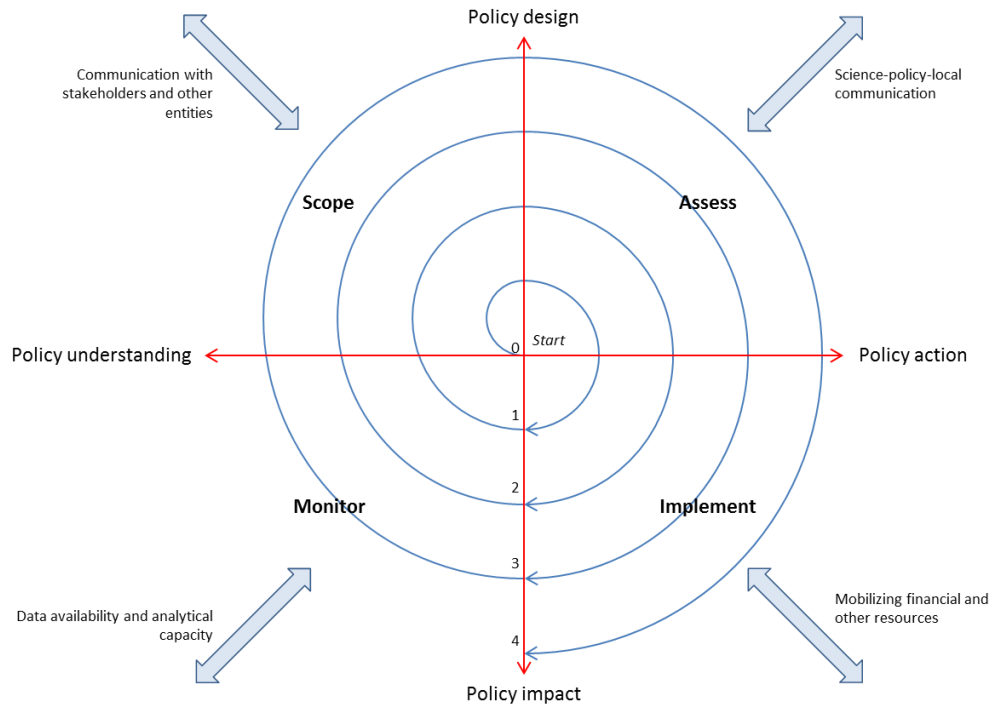 Policy design
Communication with
stakeholders and other
entities
Science-policy-local
communication
Scope
Assess
0
Start
Policy understanding
Policy action
1
2
Monitor
Implement
3
Data availability and analytical
capacity
Mobilizing financial and
other resources
4
Policy impact